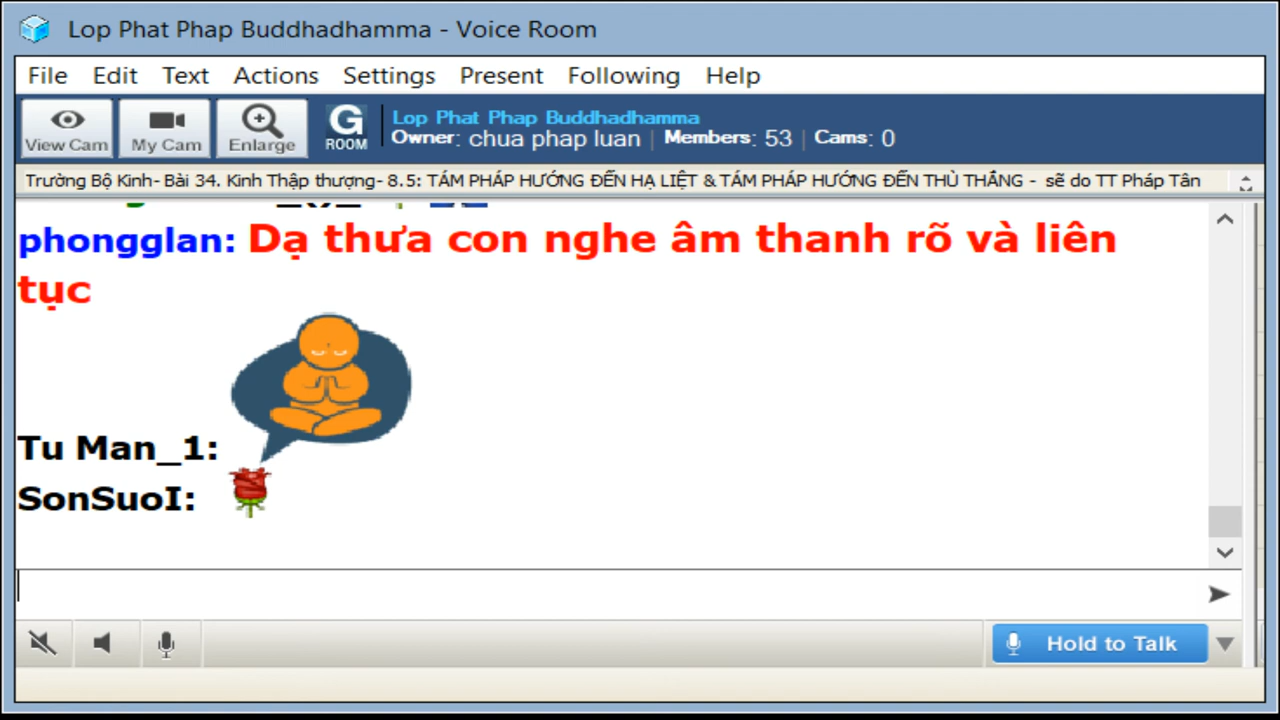 Lop Phat Phap Buddhadhamma - Voice Room
File Edit Text Actions Settings Present Following Help
View Cam
My Cam
Enlarge
G
ROOM
Lop Phat Phap Buddhadhamma
Owner: chua phap luan | Members: 53 | Cams: 0
Trường Bộ Kinh- Bài 34. Kinh Thập thượng- 8.5: TÁM PHÁP HƯỚNG ĐẾN HẠ LIỆT & TÁM PHÁP HƯỚNG ĐẾN THÙ THẮNG - sẽ do TT Pháp Tân
phongglan: Dạ thưa con nghe âm thanh rõ và liên
tục
Tu Man_1:
SonSuoI:
Hold to Talk